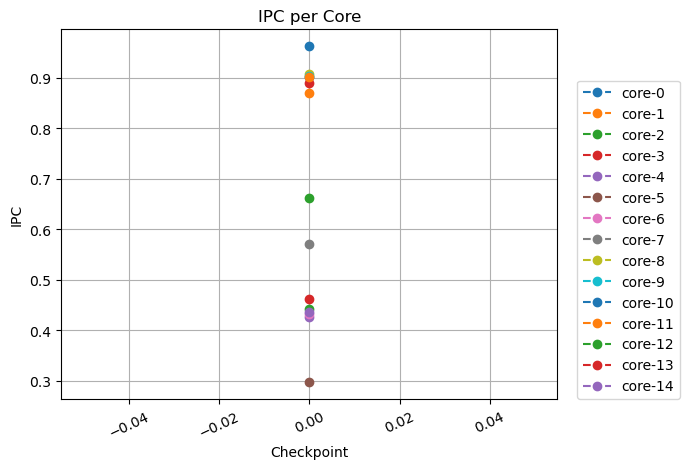 IPC per Core
IPC
0.9
0.8
0.7
0.6
0.5
0.4
0.3
−0.04
−0.02
0.00
0.02
0.04
Checkpoint
core-0
core-1
core-2
core-3
core-4
core-5
core-6
core-7
core-8
core-9
core-10
core-11
core-12
core-13
core-14